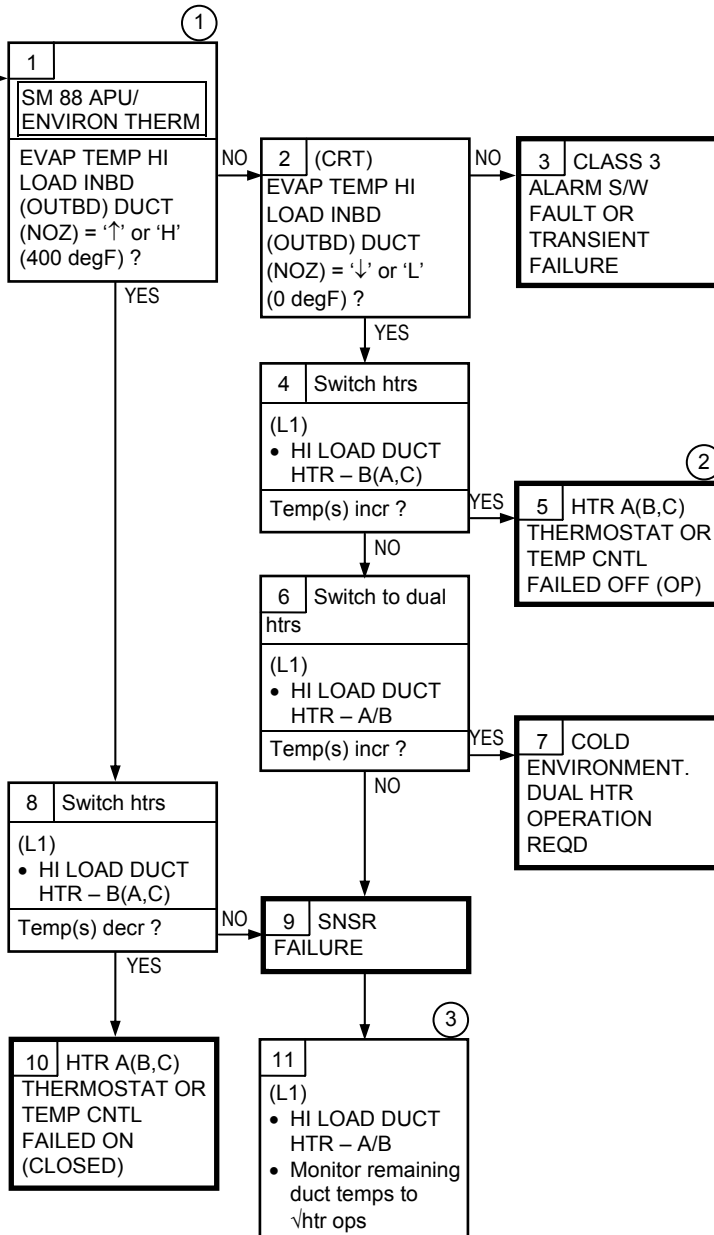 1
1
SM 88 APU/
ENVIRON THERM
EVAP TEMP HI
LOAD INBD
(OUTBD) DUCT
(NOZ) = ‘↑’ or ‘H’
(400 degF) ?
NO
YES
2 (CRT)
EVAP TEMP HI
LOAD INBD
(OUTBD) DUCT
(NOZ) = ‘↓’ or ‘L’
(0 degF) ?
NO
YES
3 CLASS 3
ALARM S/W
FAULT OR
TRANSIENT
FAILURE
4 Switch htrs
(L1)
• HI LOAD DUCT
HTR – B(A,C)
Temp(s) incr ?
YES
NO
2
5 HTR A(B,C)
THERMOSTAT OR
TEMP CNTL
FAILED OFF (OP)
6 Switch to dual
htrs
(L1)
• HI LOAD DUCT
HTR – A/B
Temp(s) incr ?
YES
NO
7 COLD
ENVIRONMENT.
DUAL HTR
OPERATION
REQD
8 Switch htrs
(L1)
• HI LOAD DUCT
HTR – B(A,C)
Temp(s) decr ?
NO
YES
9 SNSR
FAILURE
10 HTR A(B,C)
THERMOSTAT OR
TEMP CNTL
FAILED ON
(CLOSED)
3
11
(L1)
• HI LOAD DUCT
HTR – A/B
• Monitor remaining
duct temps to
√htr ops